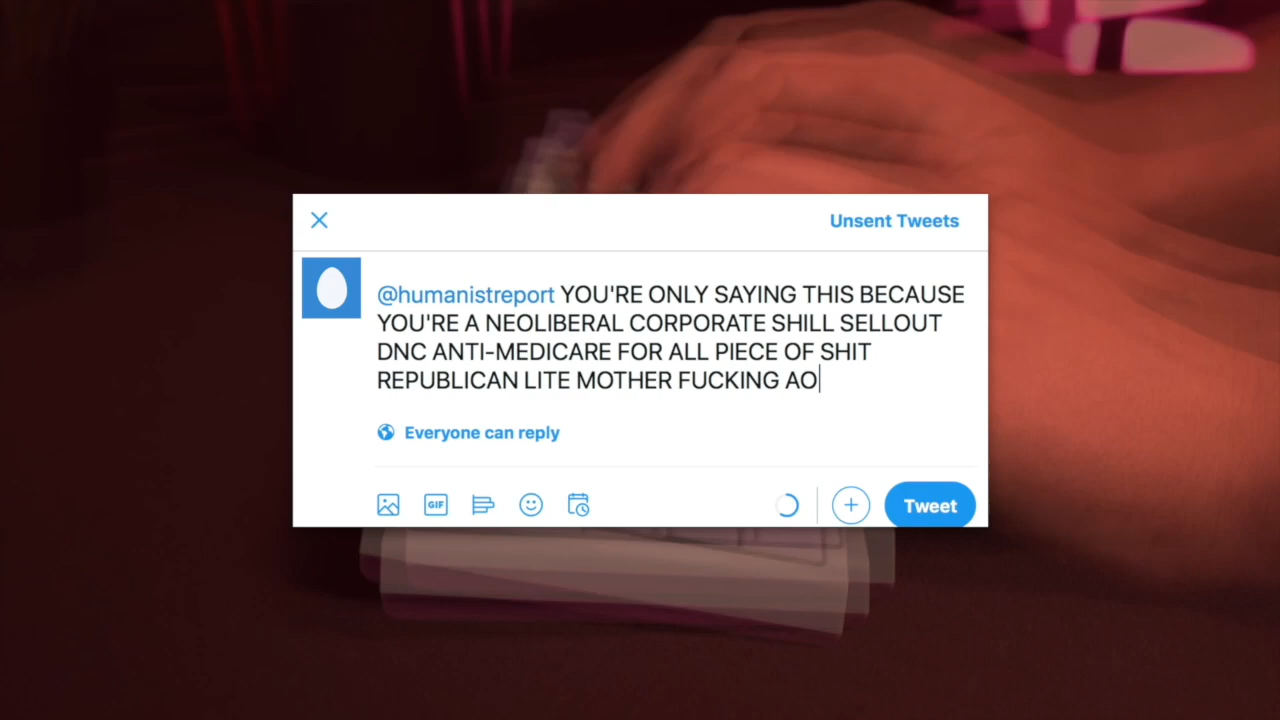 Unsent Tweets
@humanistreport YOU'RE ONLY SAYING THIS BECAUSE
YOU'RE A NEOLIBERAL CORPORATE SHILL SELLOUT
DNC ANTI-MEDICARE FOR ALL PIECE OF SHIT
REPUBLICAN LITE MOTHER FUCKING AO
Everyone can reply
GIF
Tweet